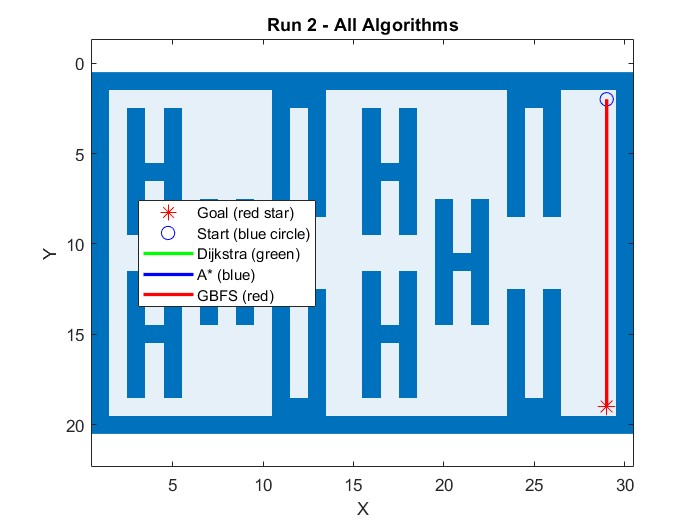 Run 2 - All Algorithms
0
5
10
15
20
Y
Goal (red star)
Start (blue circle)
Dijkstra (green)
A* (blue)
GBFS (red)
5
10
15
20
25
30
X